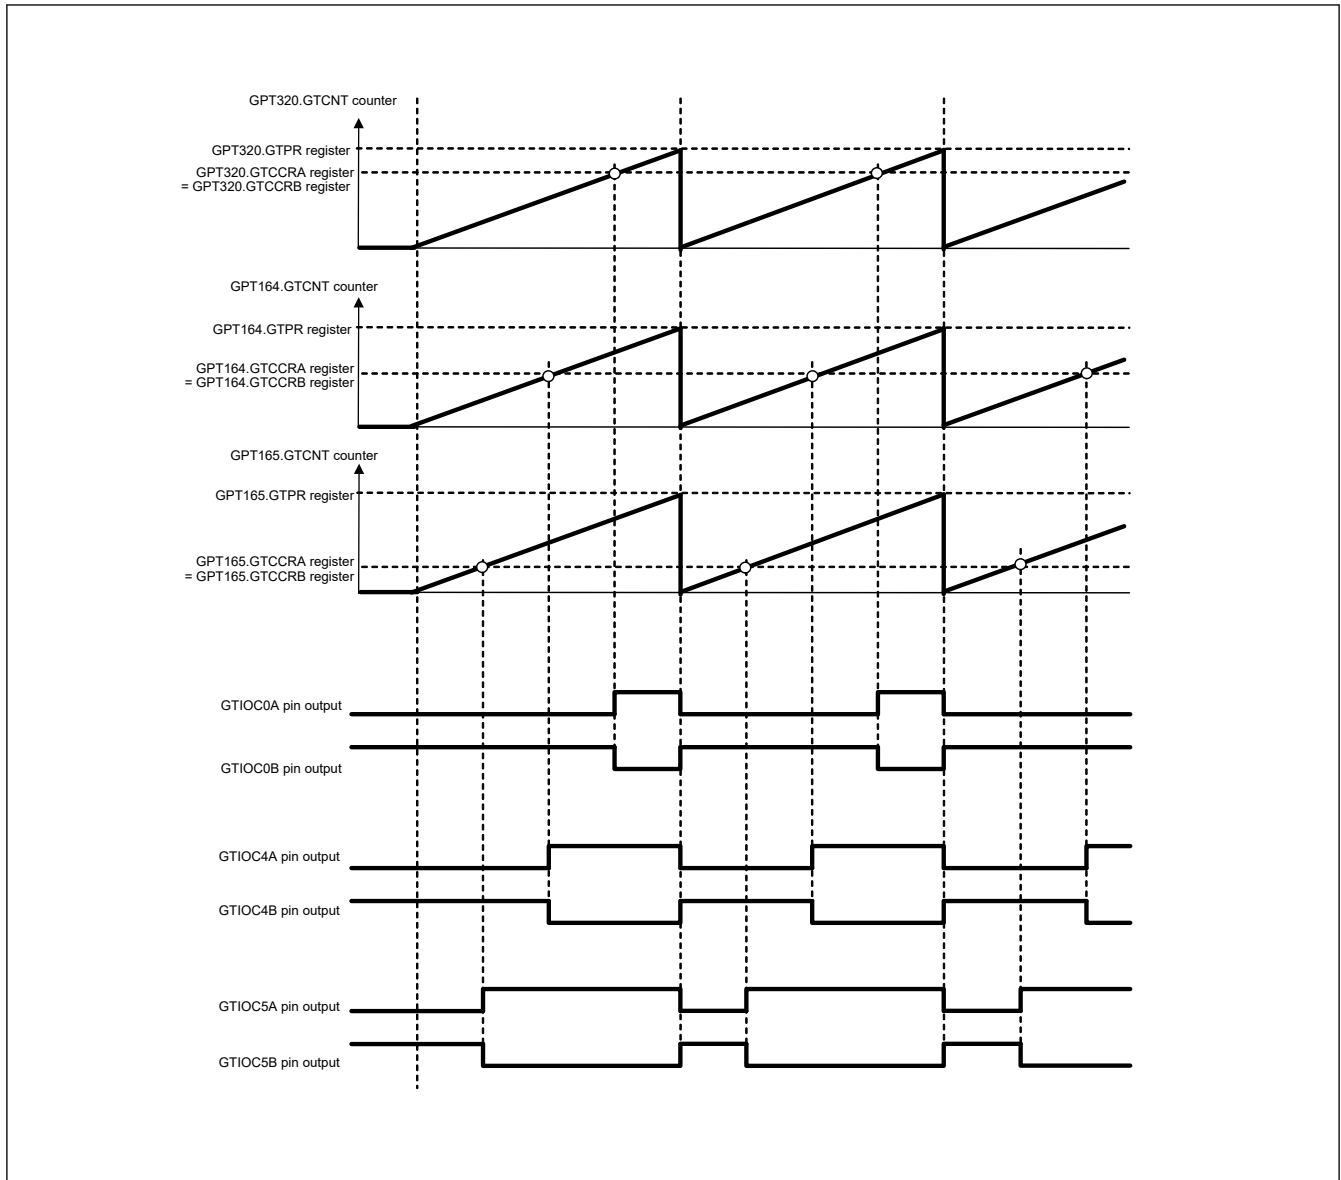 GPT320.GTCNT counter
GPT320.GTPR register
GPT320.GTCCRA register
= GPT320.GTCCRB register
GPT164.GTCNT counter
GPT164.GTPR register
GPT164.GTCCRA register
= GPT164.GTCCRB register
GPT165.GTCNT counter
GPT165.GTPR register
GPT165.GTCCRA register
= GPT165.GTCCRB register
GTIOC0A pin output
GTIOC0B pin output
GTIOC4A pin output
GTIOC4B pin output
GTIOC5A pin output
GTIOC5B pin output